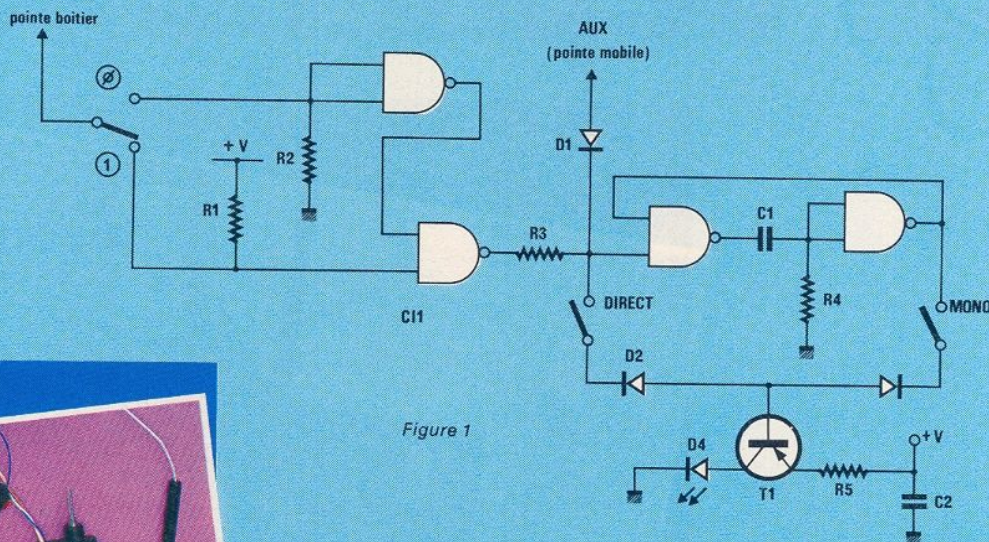 pointe boitier
AUX
(pointe mobile)
Ø
1
+ V
R2
D1
R1
R3
C1
CI1
DIRECT
R4
MONO
D2
Figure 1
D4
T1
R5
+ V
C2